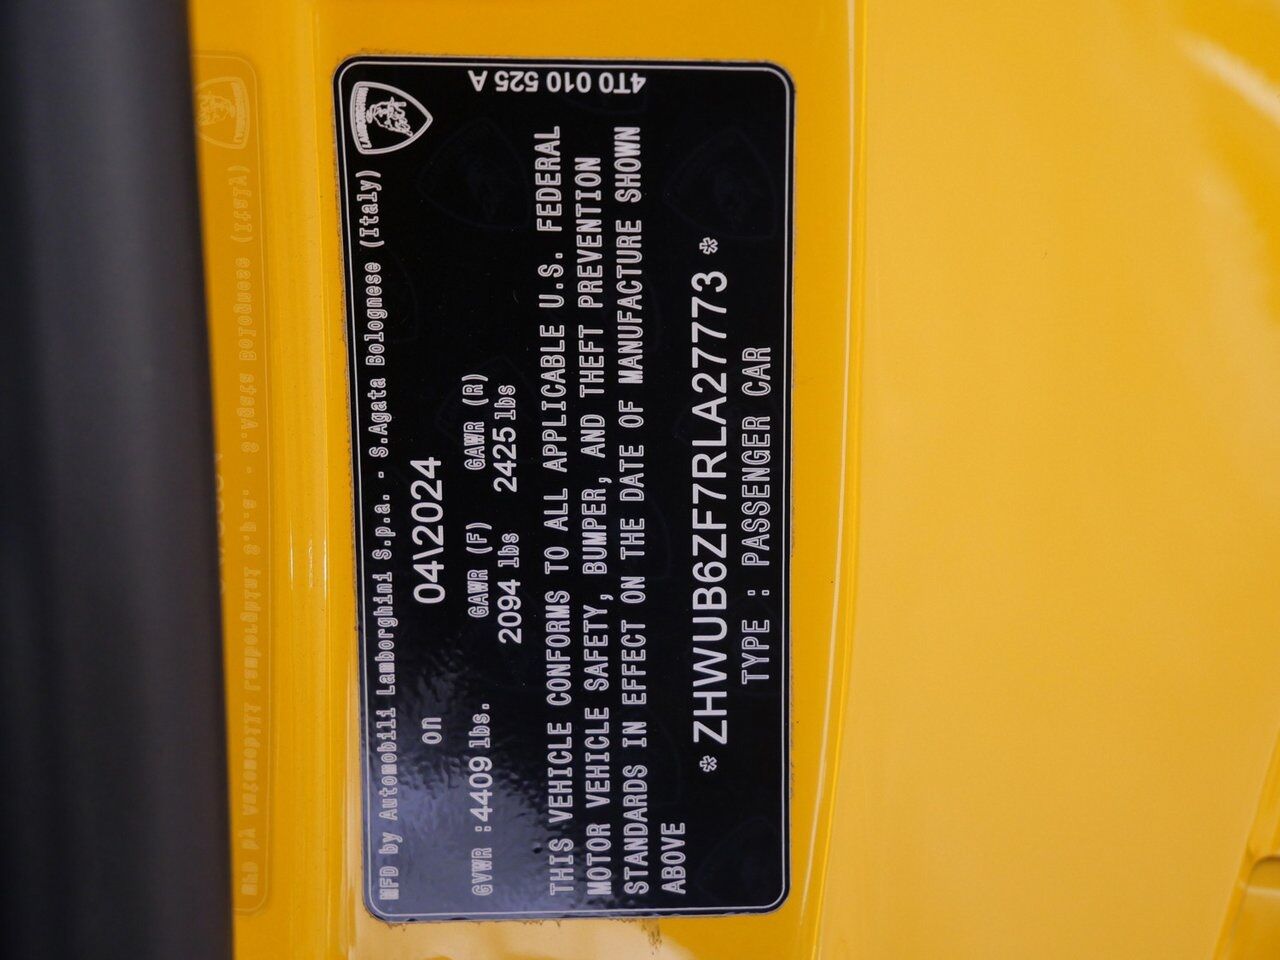 MFD by Automobili Lamborghini S.p.a. - S.Agata Bolognese (Italy)
LAMBORGHINI
on 04\2024
GAWR (F) GAWR (R)
GVWR : 4409 lbs. 2094 lbs 2425 lbs
THIS VEHICLE CONFORMS TO ALL APPLICABLE U.S. FEDERAL
MOTOR VEHICLE SAFETY, BUMPER, AND THEFT PREVENTION
STANDARDS IN EFFECT ON THE DATE OF MANUFACTURE SHOWN
ABOVE
* ZHWUB6ZF7RLA27773 *
TYPE : PASSENGER CAR
4T0 010 525 A